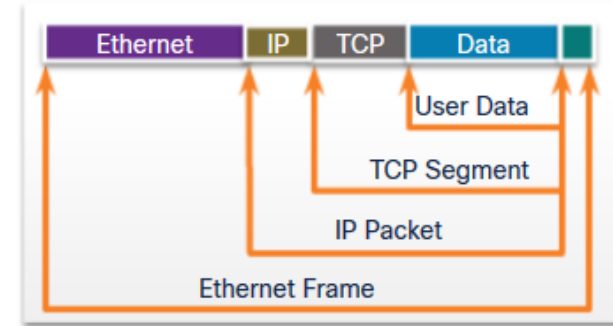 Ethernet IP TCP Data
User Data
TCP Segment
IP Packet
Ethernet Frame